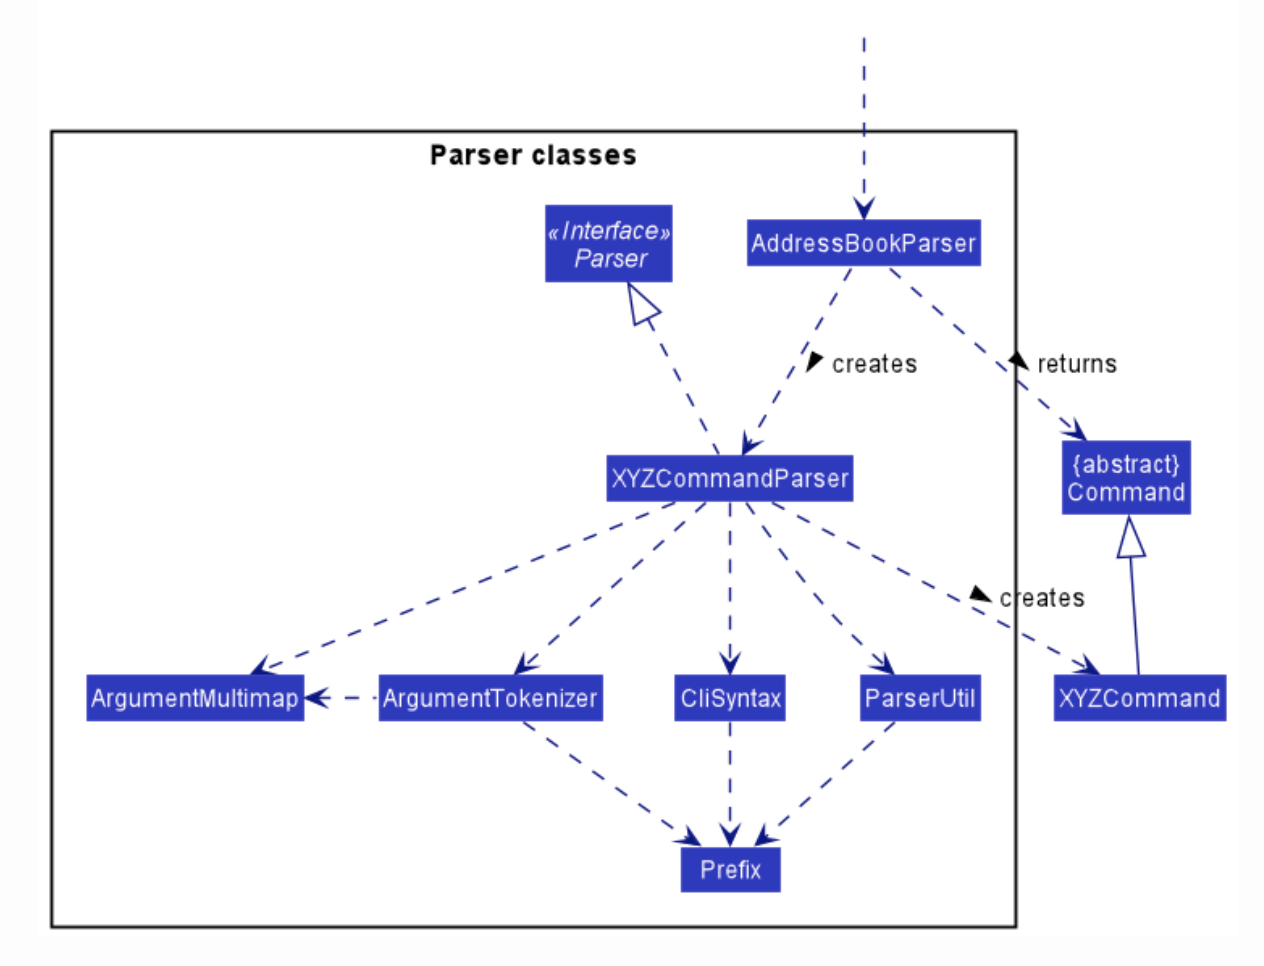 Parser classes
«Interface»
Parser
AddressBookParser
creates
returns
{abstract}
Command
XYZCommandParser
creates
ArgumentMultimap
ArgumentTokenizer
CliSyntax
ParserUtil
XYZCommand
Prefix